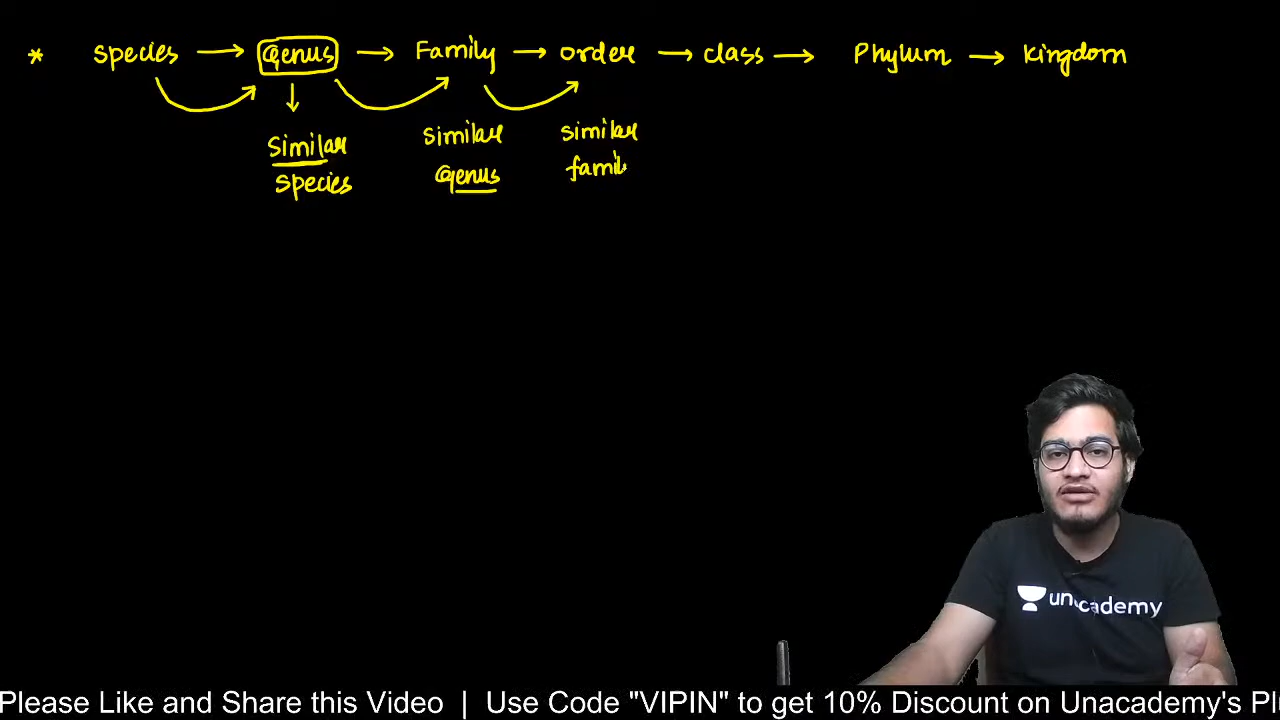 * Species → Genus → Family → order → class → Phylum → Kingdom
Similar similar similar
Species Genus famil
unacademy
Please Like and Share this Video | Use Code "VIPIN" to get 10% Discount on Unacademy's Pl